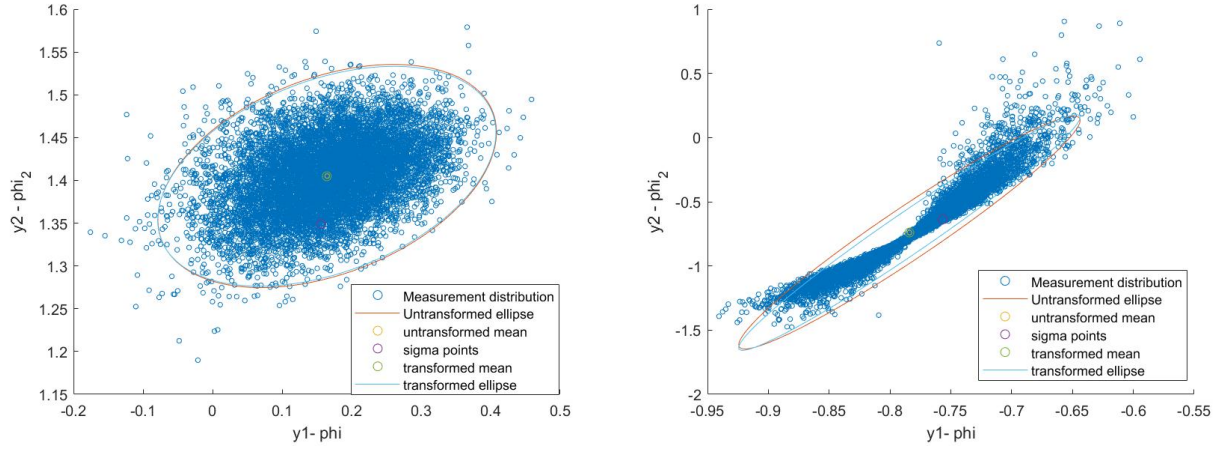 1.6
1.55
1.5
1.45
1.4
1.35
1.3
1.25
1.2
1.15
y2 - phi2
-0.2 -0.1 0 0.1 0.2 0.3 0.4 0.5
y1- phi
Measurement distribution
Untransformed ellipse
untransformed mean
sigma points
transformed mean
transformed ellipse
1
0.5
0
-0.5
-1
-1.5
-2
y2 - phi2
-0.95 -0.9 -0.85 -0.8 -0.75 -0.7 -0.65 -0.6 -0.55
y1- phi
Measurement distribution
Untransformed ellipse
untransformed mean
sigma points
transformed mean
transformed ellipse